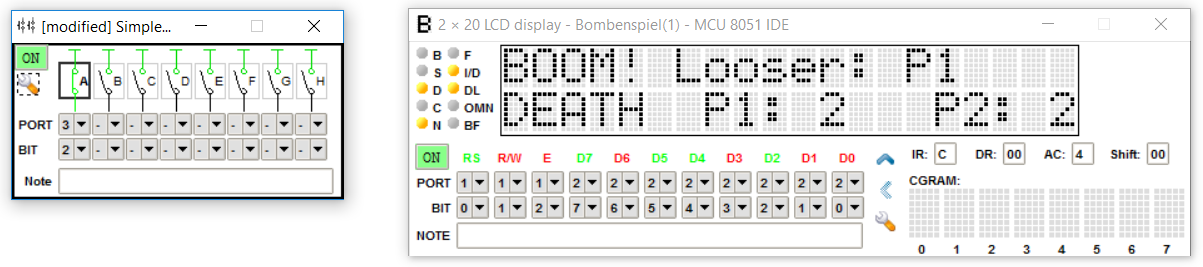 [modified] Simple...
ON
A B C D E F G H
PORT 3 - - - - - - -
BIT 2 - - - - - - -
Note
B 2 × 20 LCD display - Bombenspiel(1) - MCU 8051 IDE
B F
S I/D
D DL
C OMN
N BF
BOOM! Looser: P1
DEATH P1: 2 P2: 2
ON RS R/W E D7 D6 D5 D4 D3 D2 D1 D0
PORT 1 1 1 2 2 2 2 2 2 2 2
BIT 0 1 2 7 6 5 4 3 2 1 0
NOTE
IR: C DR: 00 AC: 4 Shift: 00
CGRAM:
0 1 2 3 4 5 6 7